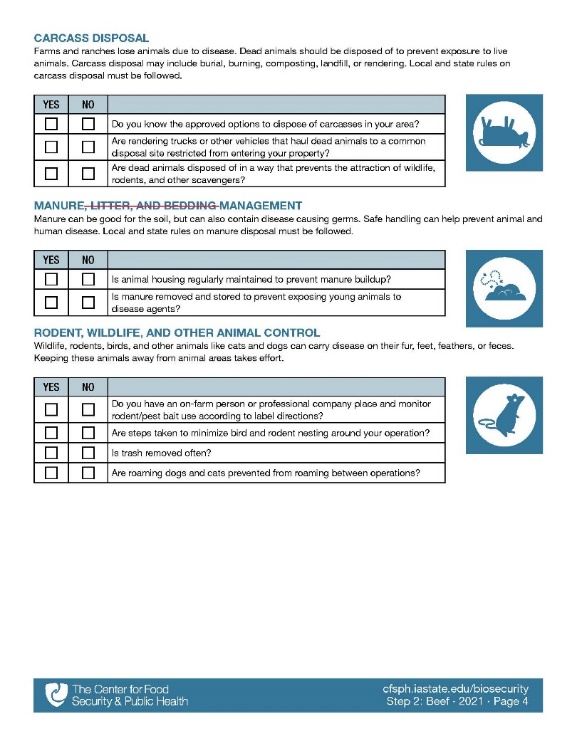 CARCASS DISPOSAL
Farms and ranches lose animals due to disease. Dead animals should be disposed of to prevent exposure to live
animals. Carcass disposal may include burial, burning, composting, landfill, or rendering. Local and state rules on
carcass disposal must be followed.
YES NO
Do you know the approved options to dispose of carcasses in your area?
Are rendering trucks or other vehicles that haul dead animals to a common
disposal site restricted from entering your property?
Are dead animals disposed of in a way that prevents the attraction of wildlife,
rodents, and other scavengers?
MANURE, LITTER, AND BEDDING MANAGEMENT
Manure can be good for the soil, but can also contain disease causing germs. Safe handling can help prevent animal and
human disease. Local and state rules on manure disposal must be followed.
YES NO
Is animal housing regularly maintained to prevent manure buildup?
Is manure removed and stored to prevent exposing young animals to
disease agents?
RODENT, WILDLIFE, AND OTHER ANIMAL CONTROL
Wildlife, rodents, birds, and other animals like cats and dogs can carry disease on their fur, feet, feathers, or feces.
Keeping these animals away from animal areas takes effort.
YES NO
Do you have an on-farm person or professional company place and monitor
rodent/pest bait use according to label directions?
Are steps taken to minimize bird and rodent nesting around your operation?
Is trash removed often?
Are roaming dogs and cats prevented from roaming between operations?
The Center for Food
Security & Public Health
cfsph.iastate.edu/biosecurity
Step 2: Beef · 2021 · Page 4